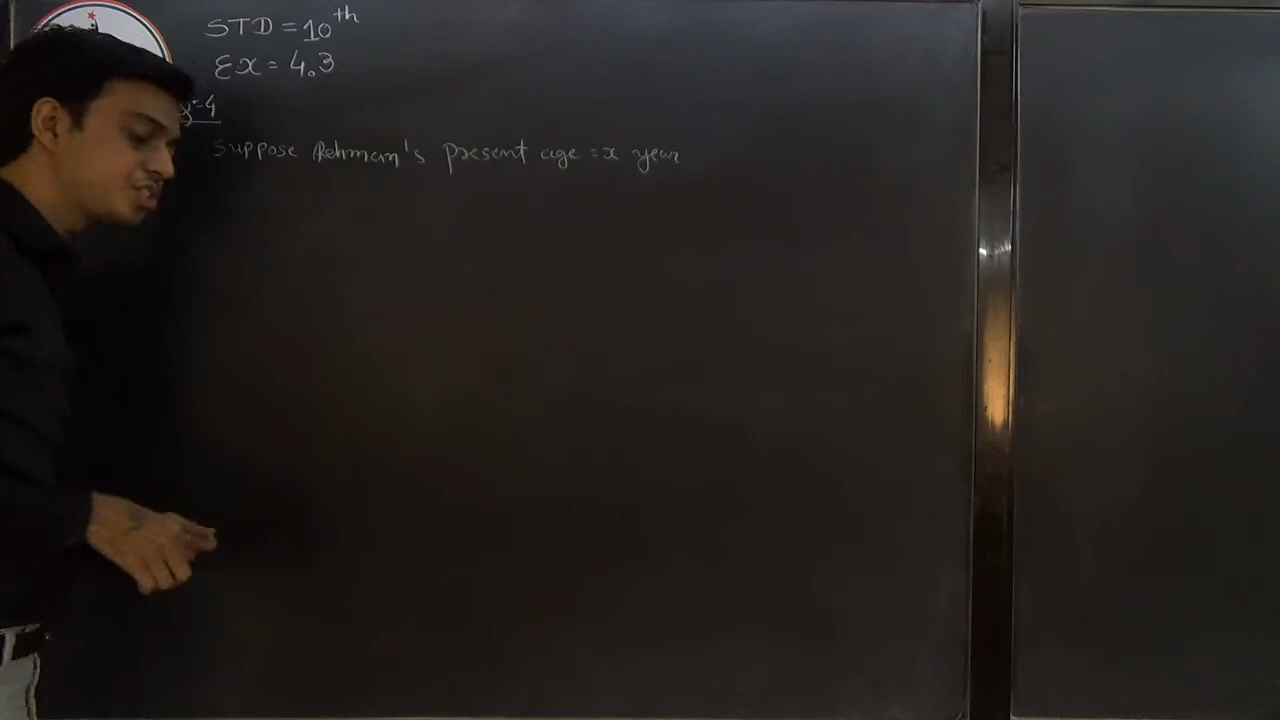 STD = 10th
Ex = 4.3
=4
Suppose Rehman's present age = x year